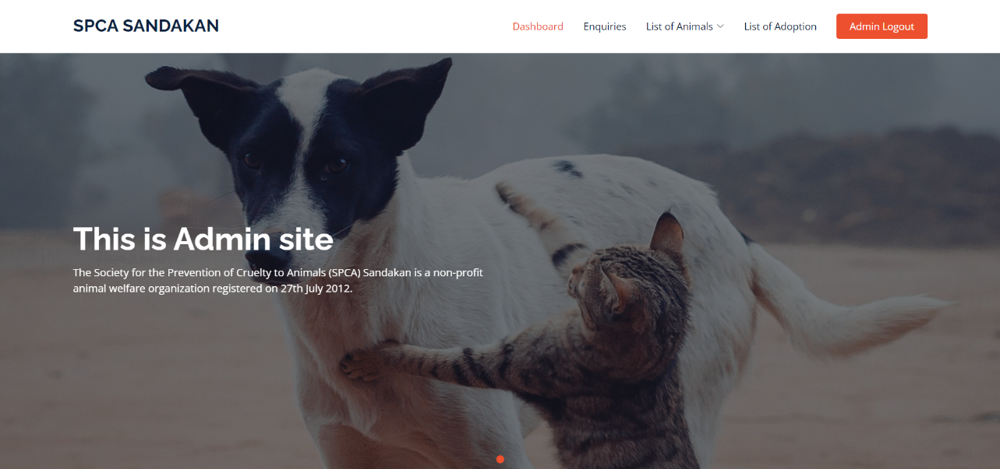 SPCA SANDAKAN
Dashboard
Enquiries
List of Animals
List of Adoption
Admin Logout
This is Admin site
The Society for the Prevention of Cruelty to Animals (SPCA) Sandakan is a non-profit
animal welfare organization registered on 27th July 2012.